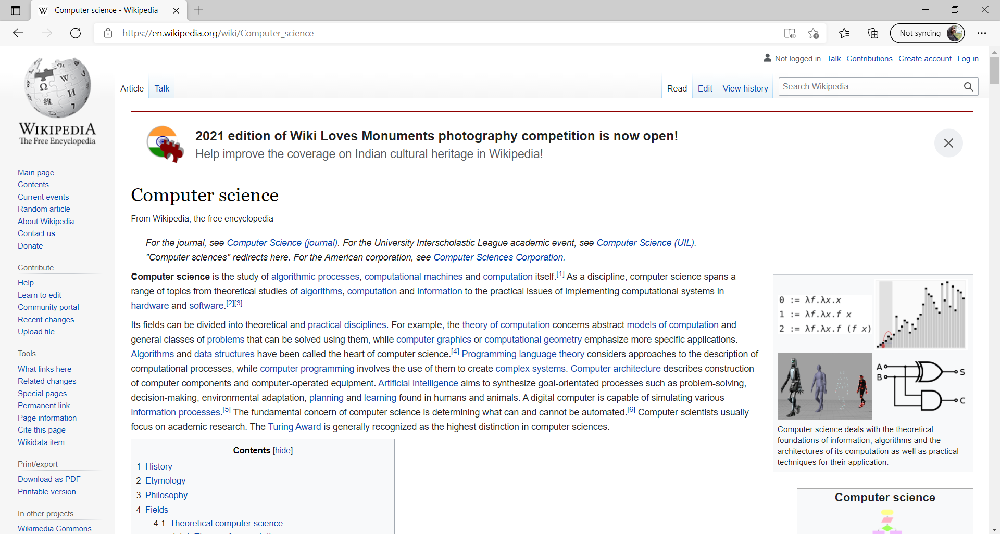 Computer science - Wikipedia
https://en.wikipedia.org/wiki/Computer_science
Not syncing
Not logged in Talk Contributions Create account Log in
WIKIPEDIA
The Free Encyclopedia
Article Talk Read Edit View history Search Wikipedia
2021 edition of Wiki Loves Monuments photography competition is now open!
Help improve the coverage on Indian cultural heritage in Wikipedia!
Main page
Contents
Current events
Random article
About Wikipedia
Contact us
Donate
Contribute
Help
Learn to edit
Community portal
Recent changes
Upload file
Tools
What links here
Related changes
Special pages
Permanent link
Page information
Cite this page
Wikidata item
Print/export
Download as PDF
Printable version
In other projects
Wikimedia Commons
Computer science
From Wikipedia, the free encyclopedia
For the journal, see Computer Science (journal). For the University Interscholastic League academic event, see Computer Science (UIL).
"Computer sciences" redirects here. For the American corporation, see Computer Sciences Corporation.
Computer science is the study of algorithmic processes, computational machines and computation itself.[1] As a discipline, computer science spans a
range of topics from theoretical studies of algorithms, computation and information to the practical issues of implementing computational systems in
hardware and software.[2][3]
Its fields can be divided into theoretical and practical disciplines. For example, the theory of computation concerns abstract models of computation and
general classes of problems that can be solved using them, while computer graphics or computational geometry emphasize more specific applications.
Algorithms and data structures have been called the heart of computer science.[4] Programming language theory considers approaches to the description of
computational processes, while computer programming involves the use of them to create complex systems. Computer architecture describes construction
of computer components and computer-operated equipment. Artificial intelligence aims to synthesize goal-orientated processes such as problem-solving,
decision-making, environmental adaptation, planning and learning found in humans and animals. A digital computer is capable of simulating various
information processes.[5] The fundamental concern of computer science is determining what can and cannot be automated.[6] Computer scientists usually
focus on academic research. The Turing Award is generally recognized as the highest distinction in computer sciences.
Contents [hide]
1 History
2 Etymology
3 Philosophy
4 Fields
4.1 Theoretical computer science
0 := λf.λx.x
1 := λf.λx.f x
2 := λf.λx.f (f x)
A
B
S
C
Computer science deals with the theoretical
foundations of information, algorithms and the
architectures of its computation as well as practical
techniques for their application.
Computer science